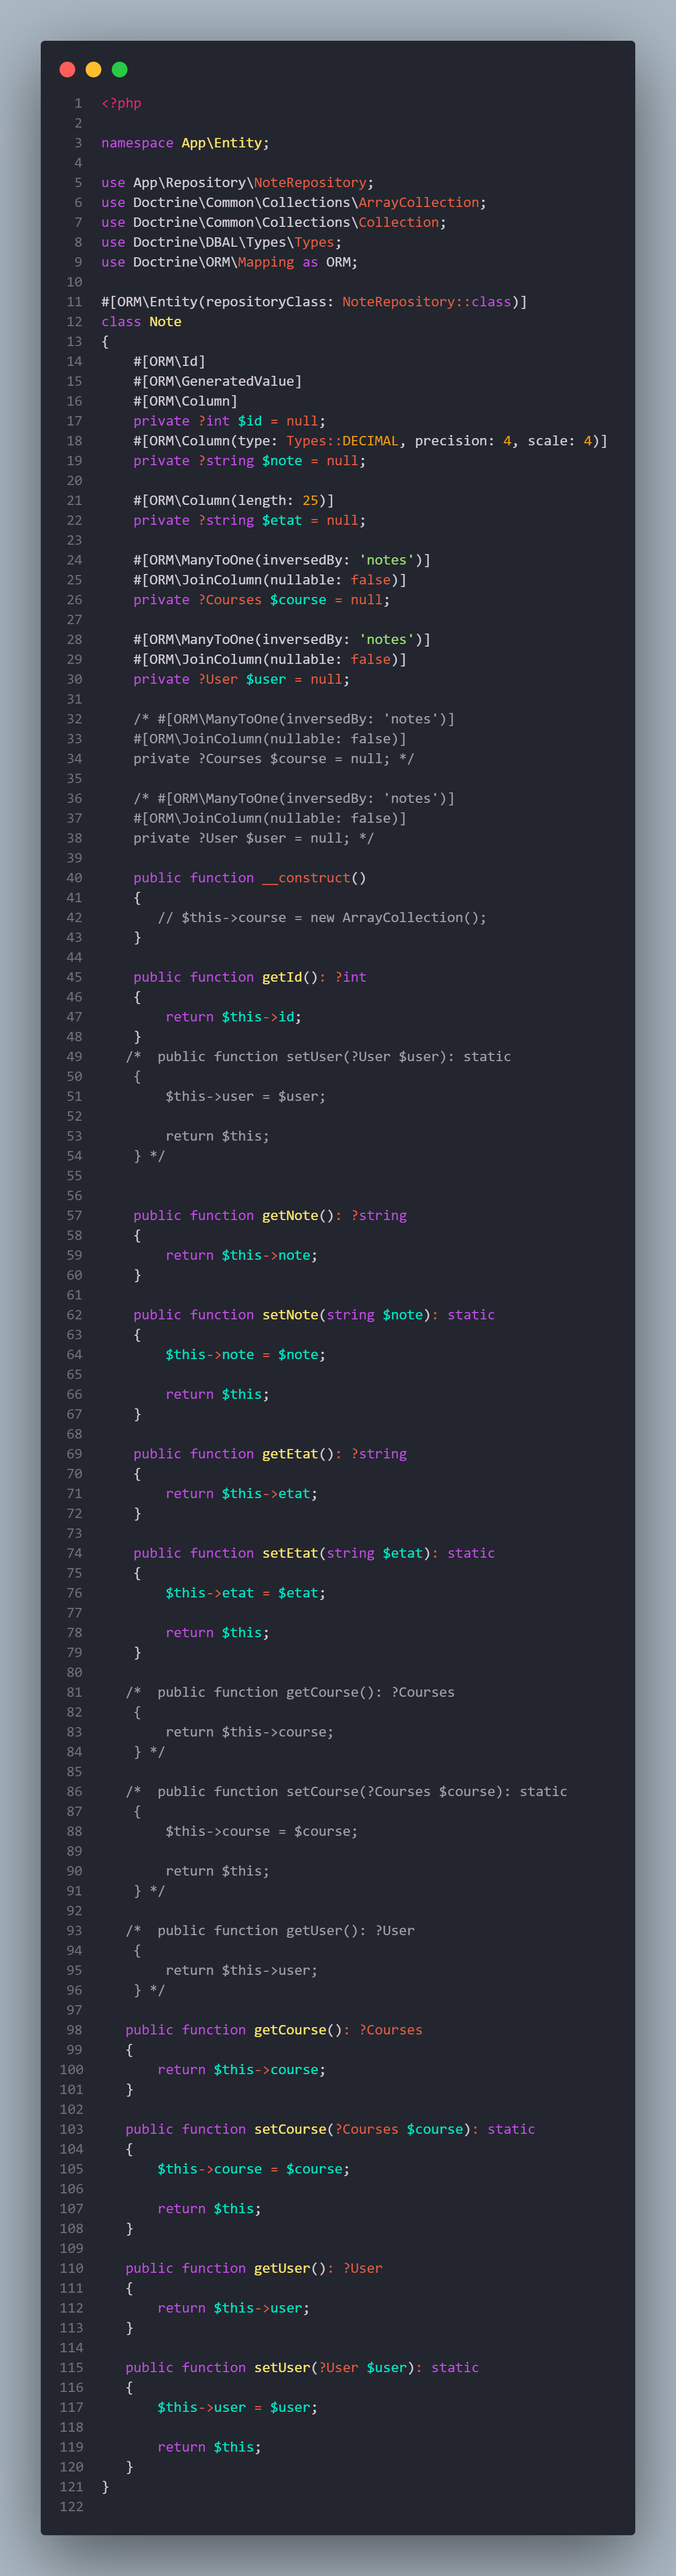 1 <?php
2
3 namespace App\Entity;
4
5 use App\Repository\NoteRepository;
6 use Doctrine\Common\Collections\ArrayCollection;
7 use Doctrine\Common\Collections\Collection;
8 use Doctrine\DBAL\Types\Types;
9 use Doctrine\ORM\Mapping as ORM;
10
11 #[ORM\Entity(repositoryClass: NoteRepository::class)]
12 class Note
13 {
14     #[ORM\Id]
15     #[ORM\GeneratedValue]
16     #[ORM\Column]
17     private ?int $id = null;
18     #[ORM\Column(type: Types::DECIMAL, precision: 4, scale: 4)]
19     private ?string $note = null;
20
21     #[ORM\Column(length: 25)]
22     private ?string $etat = null;
23
24     #[ORM\ManyToOne(inversedBy: 'notes')]
25     #[ORM\JoinColumn(nullable: false)]
26     private ?Courses $course = null;
27
28     #[ORM\ManyToOne(inversedBy: 'notes')]
29     #[ORM\JoinColumn(nullable: false)]
30     private ?User $user = null;
31
32     /* #[ORM\ManyToOne(inversedBy: 'notes')]
33     #[ORM\JoinColumn(nullable: false)]
34     private ?Courses $course = null; */
35
36     /* #[ORM\ManyToOne(inversedBy: 'notes')]
37     #[ORM\JoinColumn(nullable: false)]
38     private ?User $user = null; */
39
40     public function __construct()
41     {
42        // $this->course = new ArrayCollection();
43     }
44
45     public function getId(): ?int
46     {
47         return $this->id;
48     }
49    /*  public function setUser(?User $user): static
50     {
51         $this->user = $user;
52
53         return $this;
54     } */
55
56
57     public function getNote(): ?string
58     {
59         return $this->note;
60     }
61
62     public function setNote(string $note): static
63     {
64         $this->note = $note;
65
66         return $this;
67     }
68
69     public function getEtat(): ?string
70     {
71         return $this->etat;
72     }
73
74     public function setEtat(string $etat): static
75     {
76         $this->etat = $etat;
77
78         return $this;
79     }
80
81    /*  public function getCourse(): ?Courses
82     {
83         return $this->course;
84     } */
85
86    /*  public function setCourse(?Courses $course): static
87     {
88         $this->course = $course;
89
90         return $this;
91     } */
92
93    /*  public function getUser(): ?User
94     {
95         return $this->user;
96     } */
97
98    public function getCourse(): ?Courses
99    {
100        return $this->course;
101    }
102
103    public function setCourse(?Courses $course): static
104    {
105        $this->course = $course;
106
107        return $this;
108    }
109
110    public function getUser(): ?User
111    {
112        return $this->user;
113    }
114
115    public function setUser(?User $user): static
116    {
117        $this->user = $user;
118
119        return $this;
120    }
121 }
122